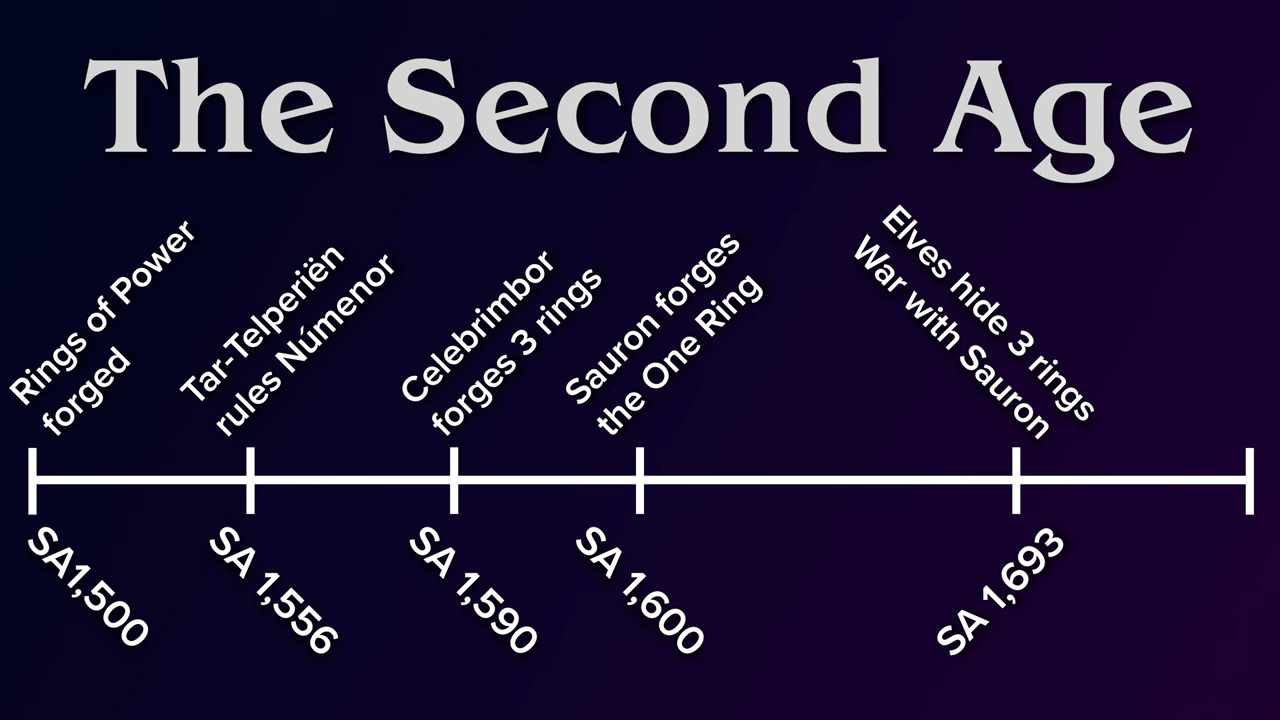 The Second Age
Rings of Power
forged
Tar-Telperiën
rules Númenor
Celebrimbor
forges 3 rings
Sauron forges
the One Ring
Elves hide 3 rings
War with Sauron
SA1,500
SA 1,556
SA 1,590
SA 1,600
SA 1,693